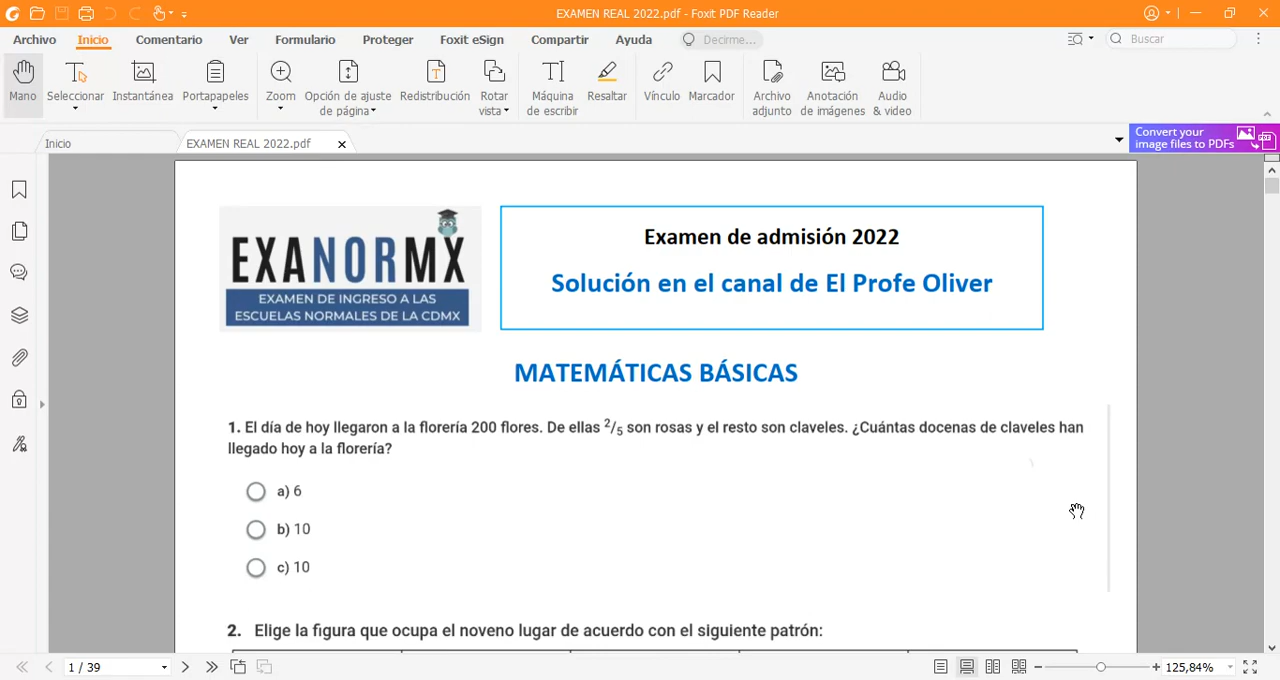 EXAMEN REAL 2022.pdf - Foxit PDF Reader
Archivo Inicio Comentario Ver Formulario Proteger Foxit eSign Compartir Ayuda Decirme... Buscar
Mano Seleccionar Instantánea Portapapeles Zoom Opción de ajuste de página Redistribución Rotar vista Máquina de escribir Resaltar Vínculo Marcador Archivo adjunto Anotación de imágenes Audio & video
Inicio EXAMEN REAL 2022.pdf
Convert your
image files to PDFs
EXANORMX
EXAMEN DE INGRESO A LAS
ESCUELAS NORMALES DE LA CDMX
Examen de admisión 2022
Solución en el canal de El Profe Oliver
MATEMÁTICAS BÁSICAS
1. El día de hoy llegaron a la florería 200 flores. De ellas 2/5 son rosas y el resto son claveles. ¿Cuántas docenas de claveles han
llegado hoy a la florería?
a) 6
b) 10
c) 10
2. Elige la figura que ocupa el noveno lugar de acuerdo con el siguiente patrón:
1 / 39
125,84%